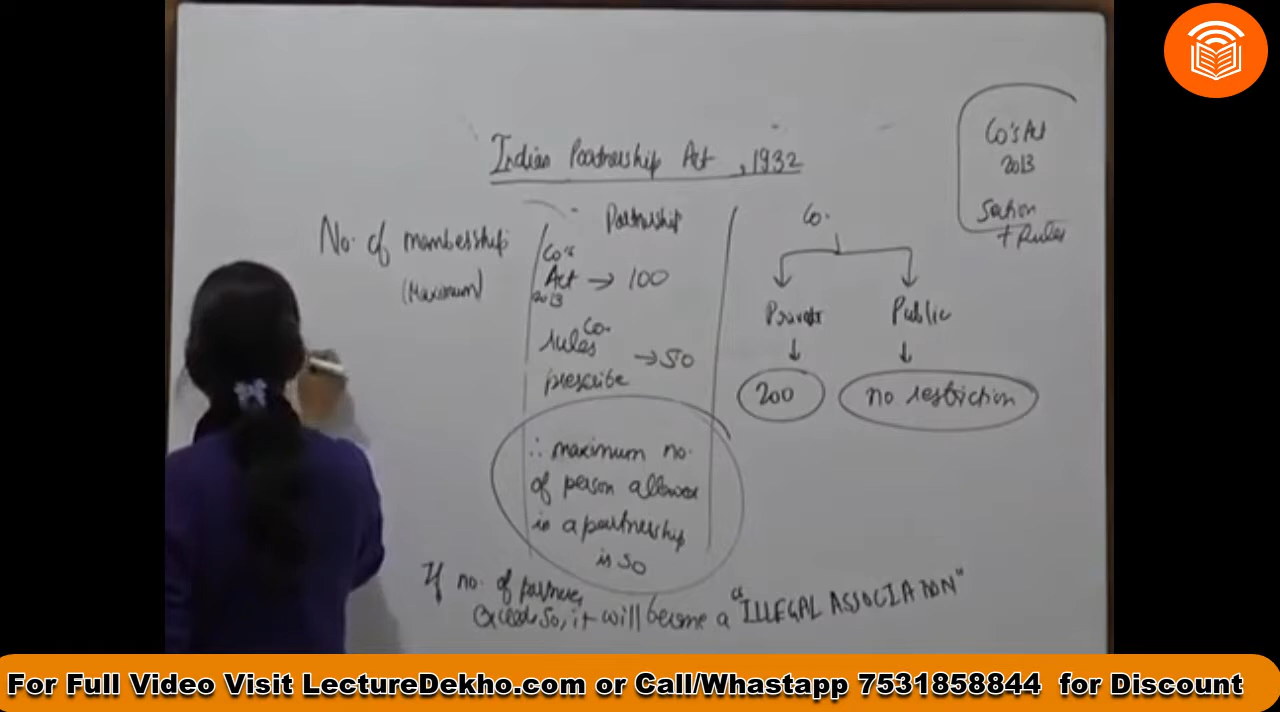 Indian Partnership Act, 1932
Co's Act
2013
Section
+ Rules
No. of membership
(Maximum)
Partnership
Co's
Act → 100
2013
Co.
rules → 50
prescribe
∴ maximum no.
of person allowed
in a partnership
is 50
Co.
Private
Public
200
no restriction
If no. of partners
exceeds 50, it will become a "ILLEGAL ASSOCIATION"
For Full Video Visit LectureDekho.com or Call/Whastapp 7531858844 for Discount